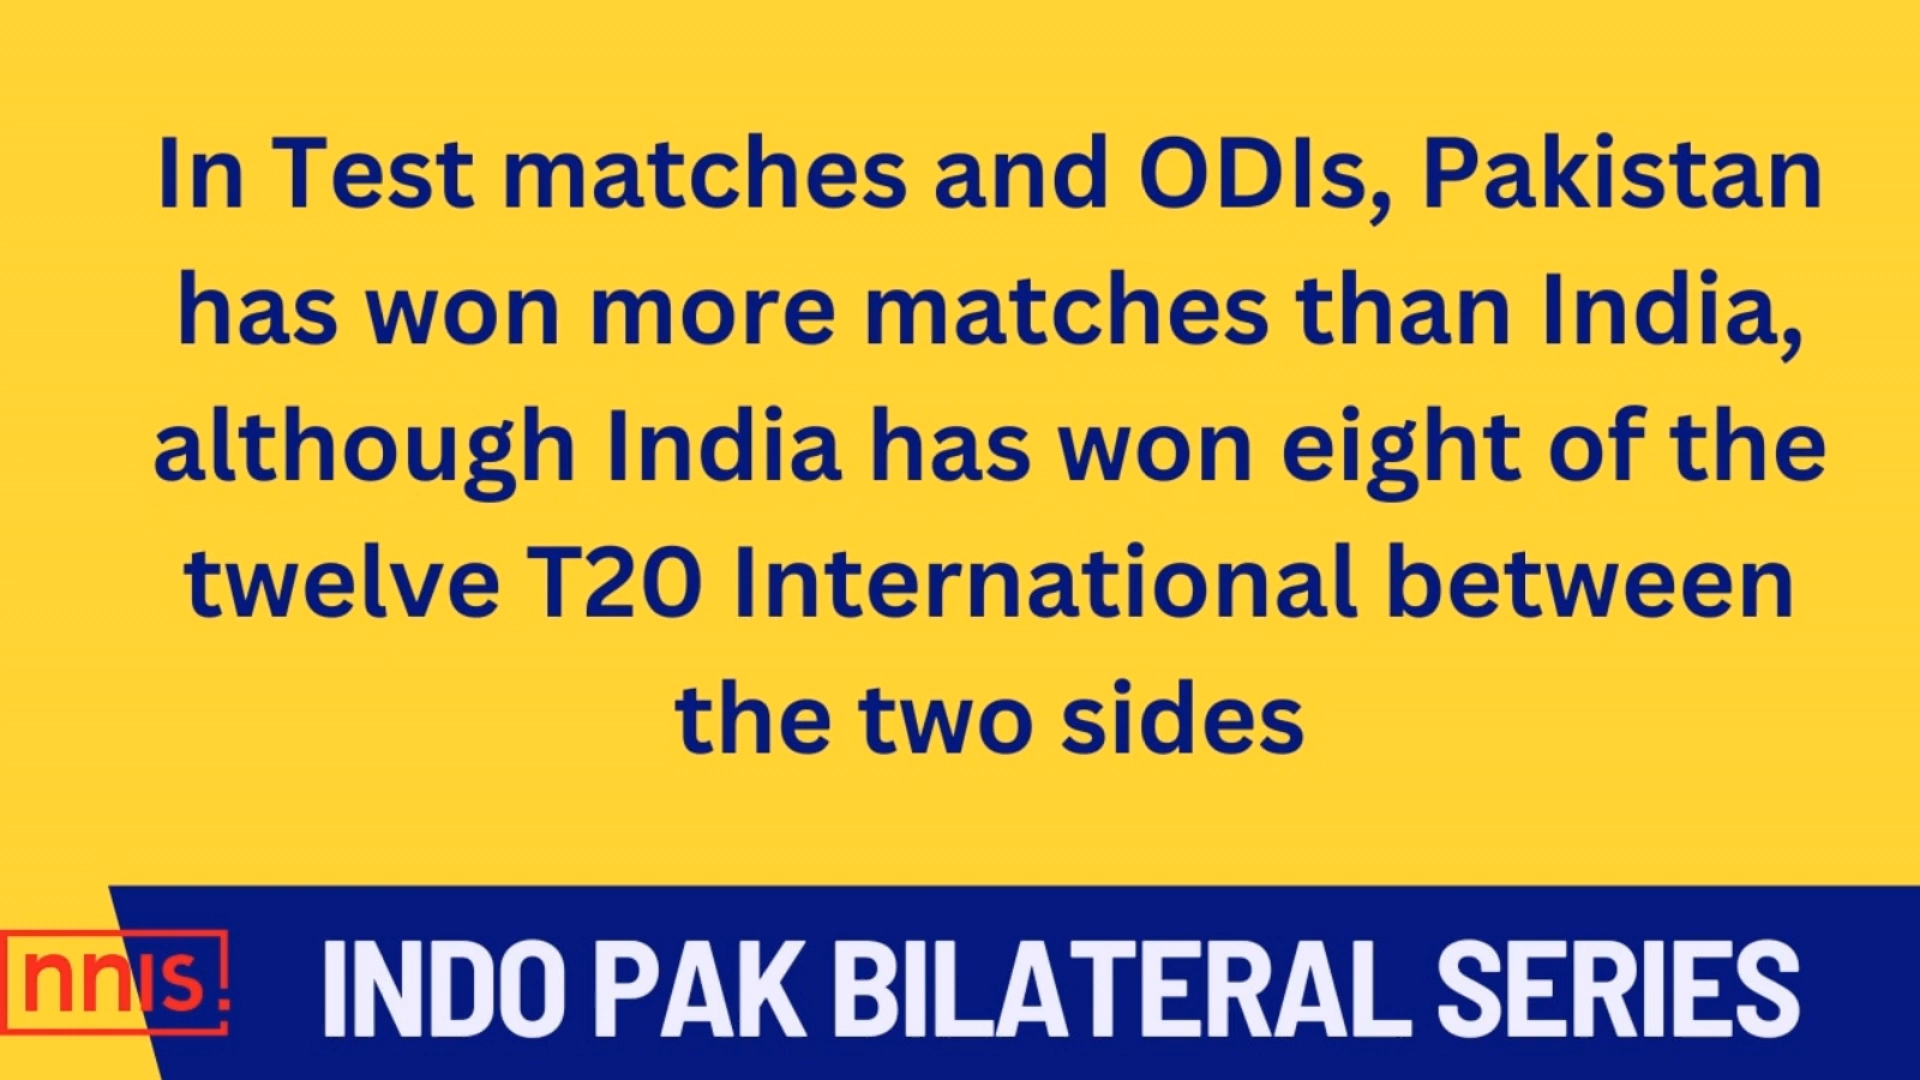 In Test matches and ODIs, Pakistan
has won more matches than India,
although India has won eight of the
twelve T20 International between
the two sides
nnis!
INDO PAK BILATERAL SERIES